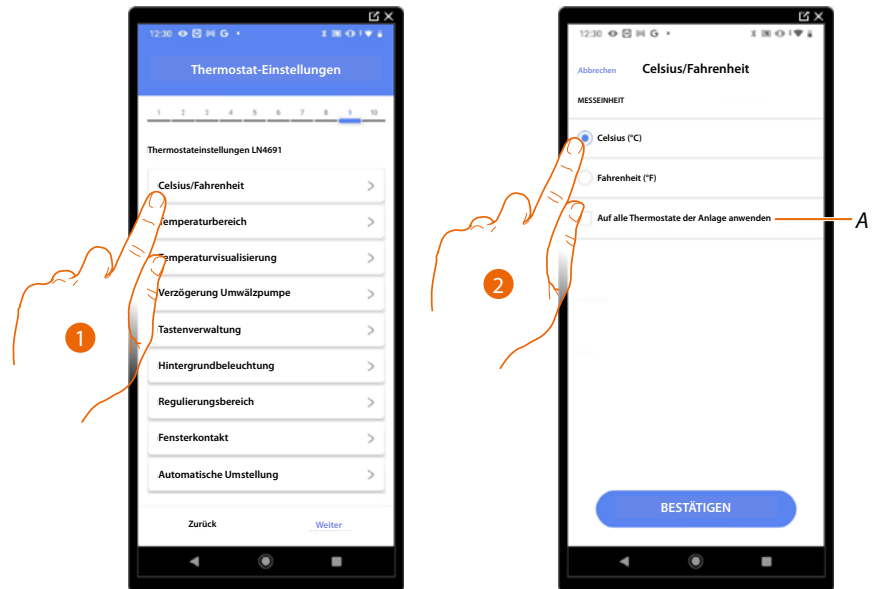 12:30
Thermostat-Einstellungen
1 2 3 4 5 6 7 8 9 10
Thermostateinstellungen LN4691
Celsius/Fahrenheit
Temperaturbereich
Temperaturvisualisierung
Verzögerung Umwälzpumpe
Tastenverwaltung
Hintergrundbeleuchtung
Regulierungsbereich
Fensterkontakt
Automatische Umstellung
Zurück
Weiter
1
12:30
Abbrechen
Celsius/Fahrenheit
MESSEINHEIT
Celsius (°C)
Fahrenheit (°F)
Auf alle Thermostate der Anlage anwenden
A
2
BESTÄTIGEN